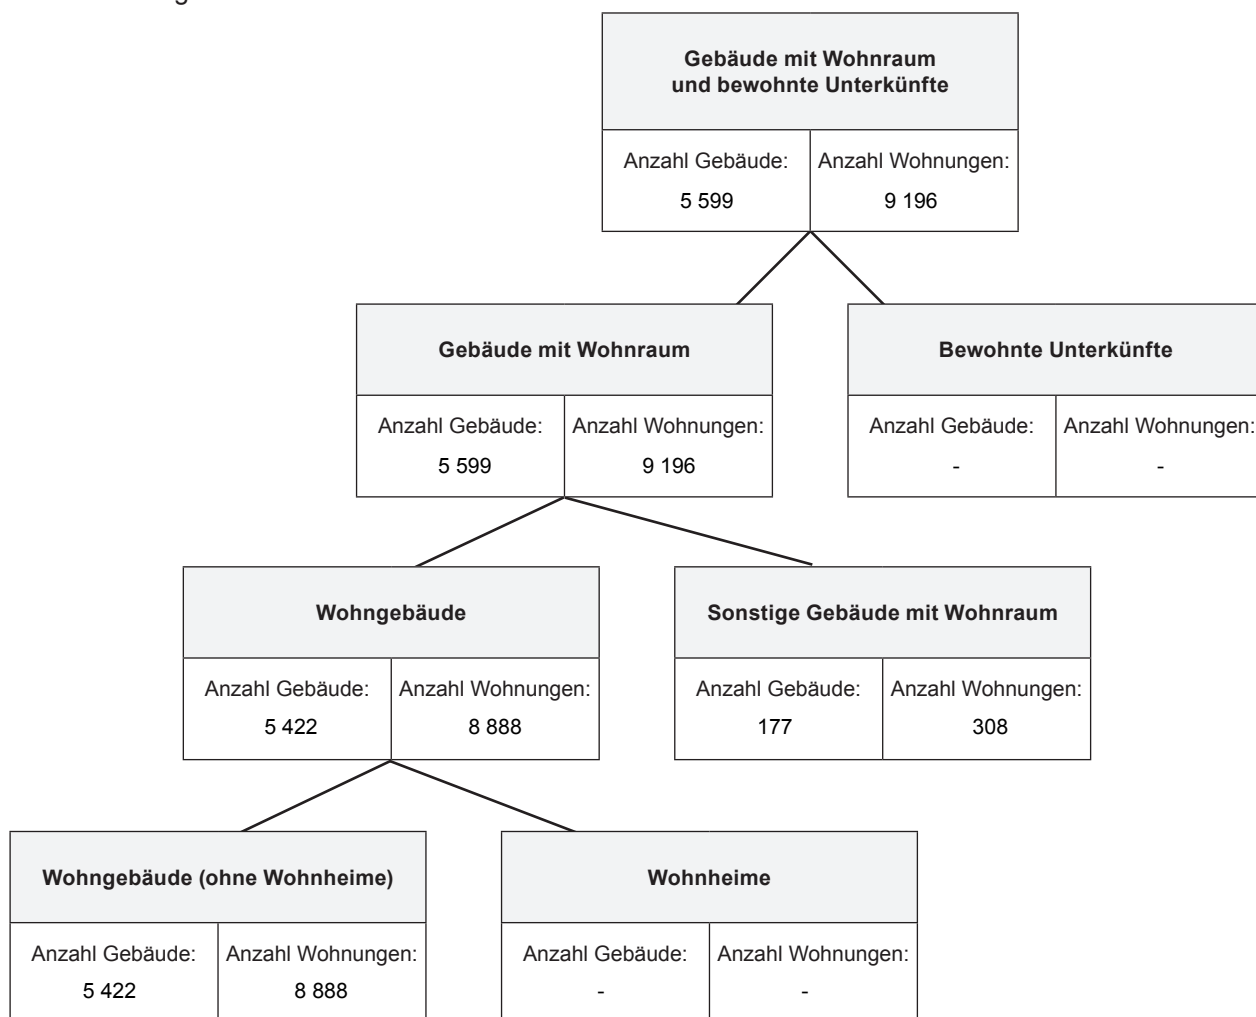 Gebäude mit Wohnraum
und bewohnte Unterkünfte
Anzahl Gebäude: Anzahl Wohnungen:
5 599 9 196
Gebäude mit Wohnraum Bewohnte Unterkünfte
Anzahl Gebäude: Anzahl Wohnungen: Anzahl Gebäude: Anzahl Wohnungen:
5 599 9 196 - -
Wohngebäude Sonstige Gebäude mit Wohnraum
Anzahl Gebäude: Anzahl Wohnungen: Anzahl Gebäude: Anzahl Wohnungen:
5 422 8 888 177 308
Wohngebäude (ohne Wohnheime) Wohnheime
Anzahl Gebäude: Anzahl Wohnungen: Anzahl Gebäude: Anzahl Wohnungen:
5 422 8 888 - -